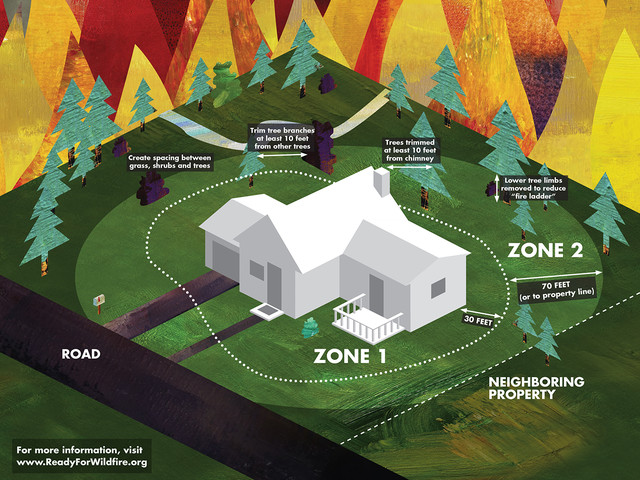 Trim tree branches
at least 10 feet
from other trees
Trees trimmed
at least 10 feet
from chimney
Create spacing between
grass, shrubs and trees
Lower tree limbs
removed to reduce
“fire ladder”
ZONE 2
70 FEET
(or to property line)
30 FEET
ZONE 1
ROAD
NEIGHBORING
PROPERTY
For more information, visit
www.ReadyForWildfire.org